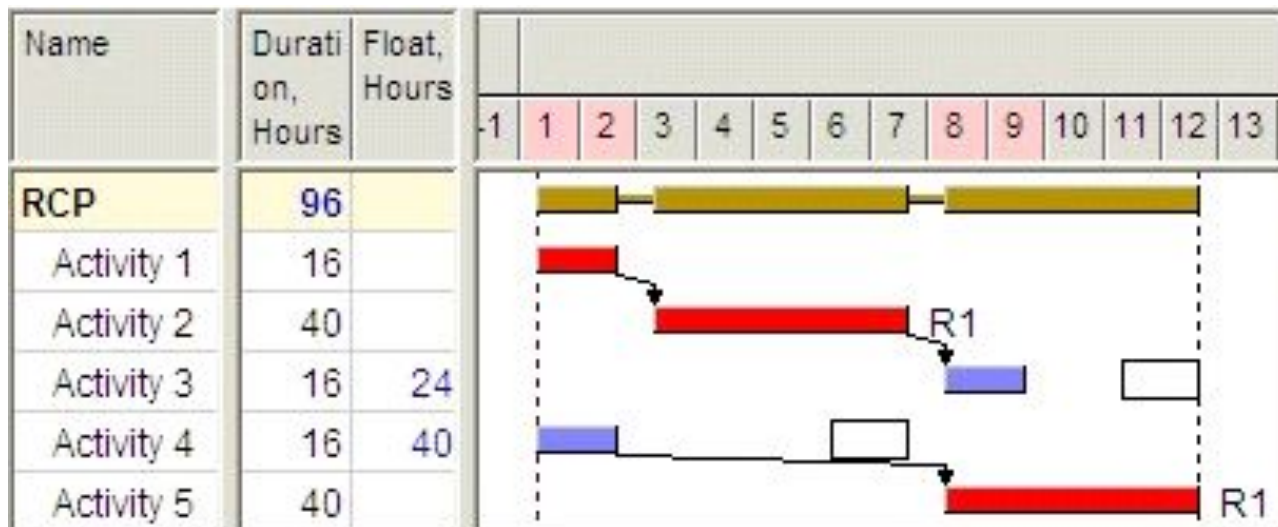 Name
Durati
on,
Hours
Float,
Hours
-1 1 2 3 4 5 6 7 8 9 10 11 12 13
RCP 96
Activity 1 16
Activity 2 40 R1
Activity 3 16 24
Activity 4 16 40
Activity 5 40 R1